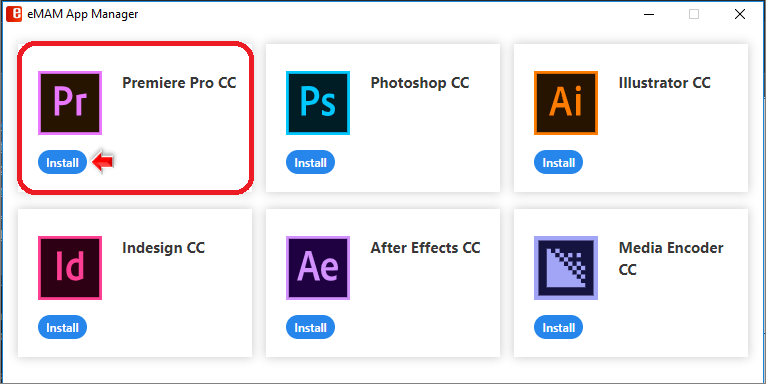 e eMAM App Manager
Pr Premiere Pro CC
Install
Ps Photoshop CC
Install
Ai Illustrator CC
Install
Id Indesign CC
Install
Ae After Effects CC
Install
Media Encoder
CC
Install